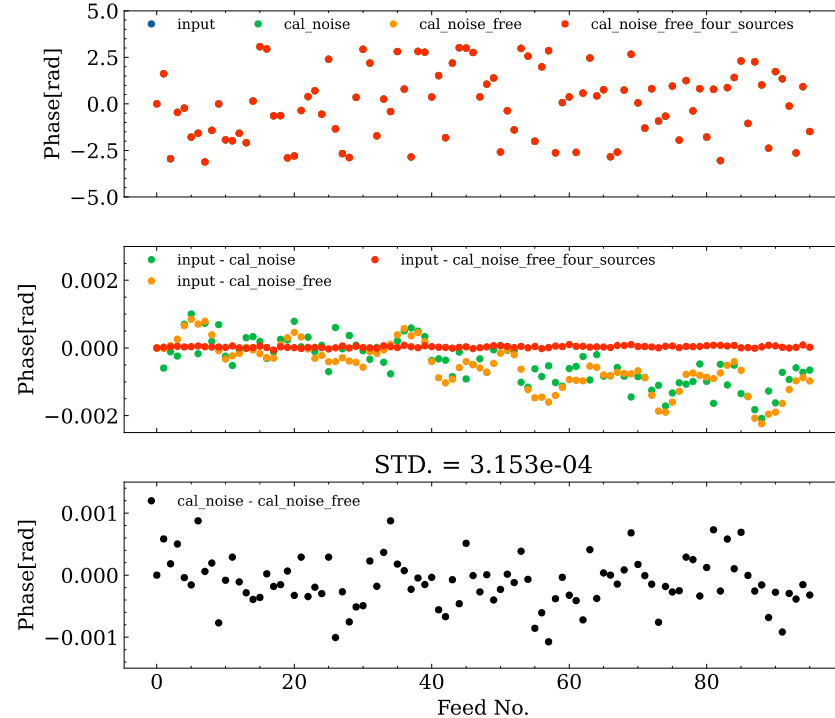 5.0
input cal_noise cal_noise_free cal_noise_free_four_sources
2.5
0.0
−2.5
−5.0
Phase[rad]
input - cal_noise input - cal_noise_free_four_sources
input - cal_noise_free
0.002
0.000
−0.002
Phase[rad]
STD. = 3.153e-04
cal_noise - cal_noise_free
0.001
0.000
−0.001
Phase[rad]
0 20 40 60 80
Feed No.